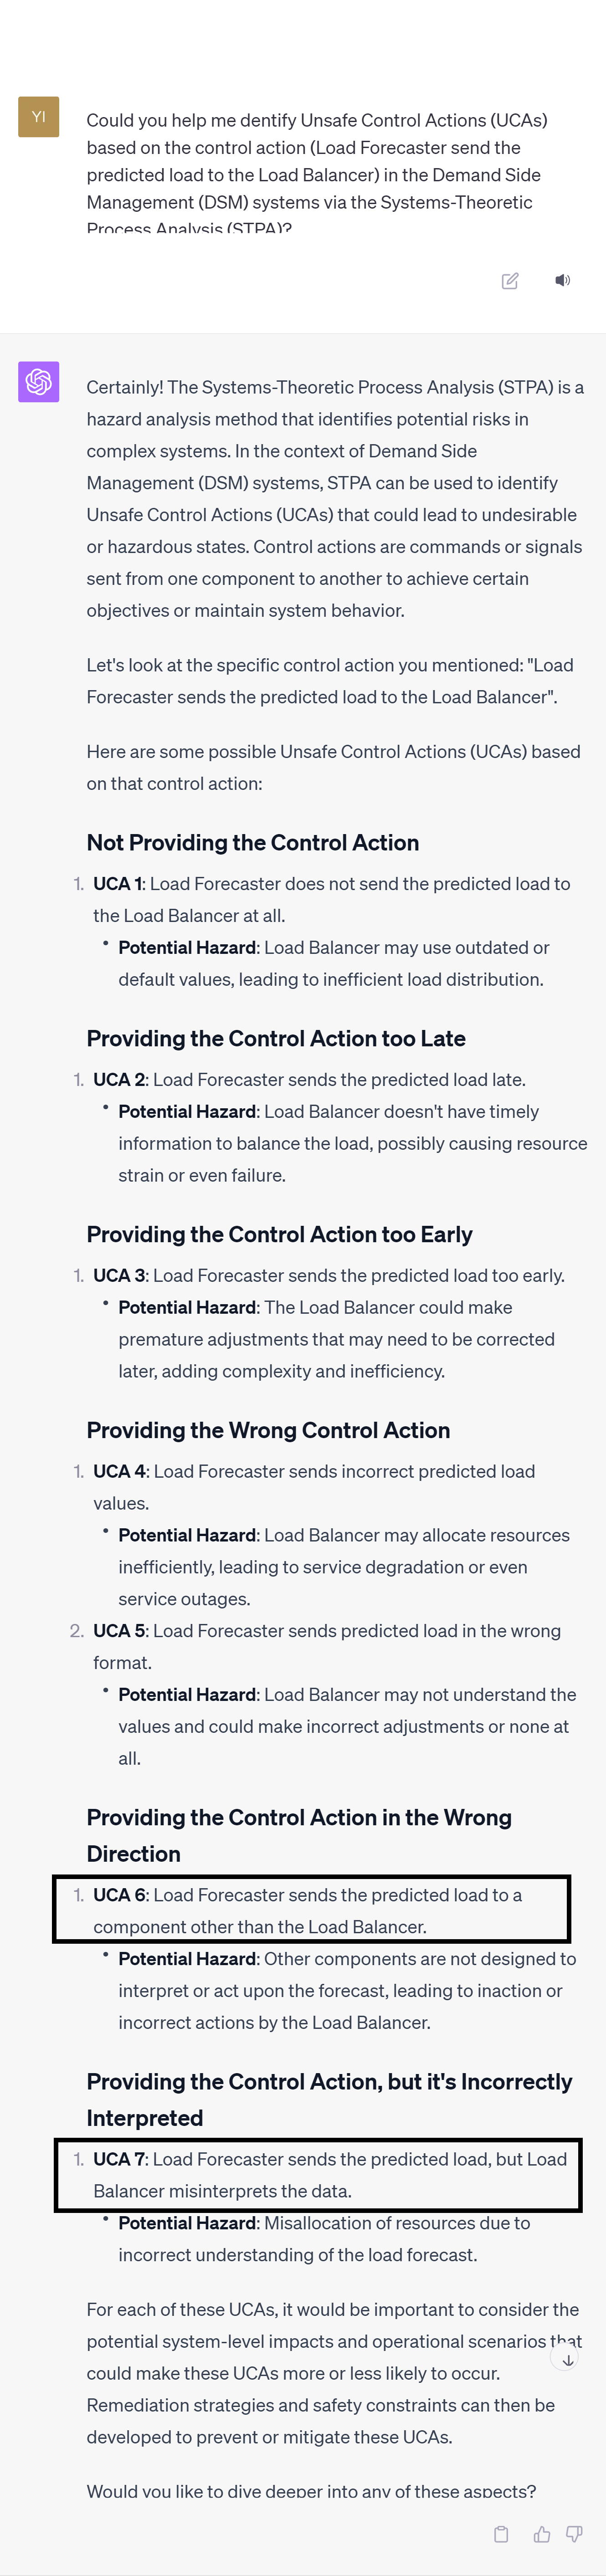 YI
Could you help me dentify Unsafe Control Actions (UCAs)
based on the control action (Load Forecaster send the
predicted load to the Load Balancer) in the Demand Side
Management (DSM) systems via the Systems-Theoretic
Process Analysis (STPA)?
Certainly! The Systems-Theoretic Process Analysis (STPA) is a
hazard analysis method that identifies potential risks in
complex systems. In the context of Demand Side
Management (DSM) systems, STPA can be used to identify
Unsafe Control Actions (UCAs) that could lead to undesirable
or hazardous states. Control actions are commands or signals
sent from one component to another to achieve certain
objectives or maintain system behavior.
Let's look at the specific control action you mentioned: "Load
Forecaster sends the predicted load to the Load Balancer".
Here are some possible Unsafe Control Actions (UCAs) based
on that control action:
Not Providing the Control Action
1. UCA 1: Load Forecaster does not send the predicted load to
the Load Balancer at all.
• Potential Hazard: Load Balancer may use outdated or
default values, leading to inefficient load distribution.
Providing the Control Action too Late
1. UCA 2: Load Forecaster sends the predicted load late.
• Potential Hazard: Load Balancer doesn't have timely
information to balance the load, possibly causing resource
strain or even failure.
Providing the Control Action too Early
1. UCA 3: Load Forecaster sends the predicted load too early.
• Potential Hazard: The Load Balancer could make
premature adjustments that may need to be corrected
later, adding complexity and inefficiency.
Providing the Wrong Control Action
1. UCA 4: Load Forecaster sends incorrect predicted load
values.
• Potential Hazard: Load Balancer may allocate resources
inefficiently, leading to service degradation or even
service outages.
2. UCA 5: Load Forecaster sends predicted load in the wrong
format.
• Potential Hazard: Load Balancer may not understand the
values and could make incorrect adjustments or none at
all.
Providing the Control Action in the Wrong
Direction
1. UCA 6: Load Forecaster sends the predicted load to a
component other than the Load Balancer.
• Potential Hazard: Other components are not designed to
interpret or act upon the forecast, leading to inaction or
incorrect actions by the Load Balancer.
Providing the Control Action, but it's Incorrectly
Interpreted
1. UCA 7: Load Forecaster sends the predicted load, but Load
Balancer misinterprets the data.
• Potential Hazard: Misallocation of resources due to
incorrect understanding of the load forecast.
For each of these UCAs, it would be important to consider the
potential system-level impacts and operational scenarios that
could make these UCAs more or less likely to occur.
Remediation strategies and safety constraints can then be
developed to prevent or mitigate these UCAs.
Would you like to dive deeper into any of these aspects?